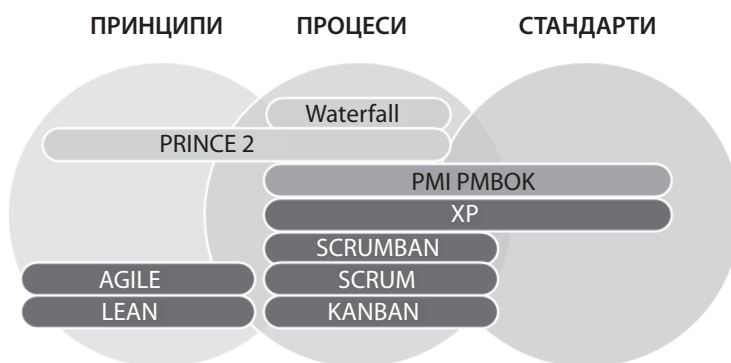 ПРИНЦИПИ ПРОЦЕСИ СТАНДАРТИ
Waterfall
PRINCE 2
PMI PMBOK
XP
SCRUMBAN
AGILE SCRUM
LEAN KANBAN